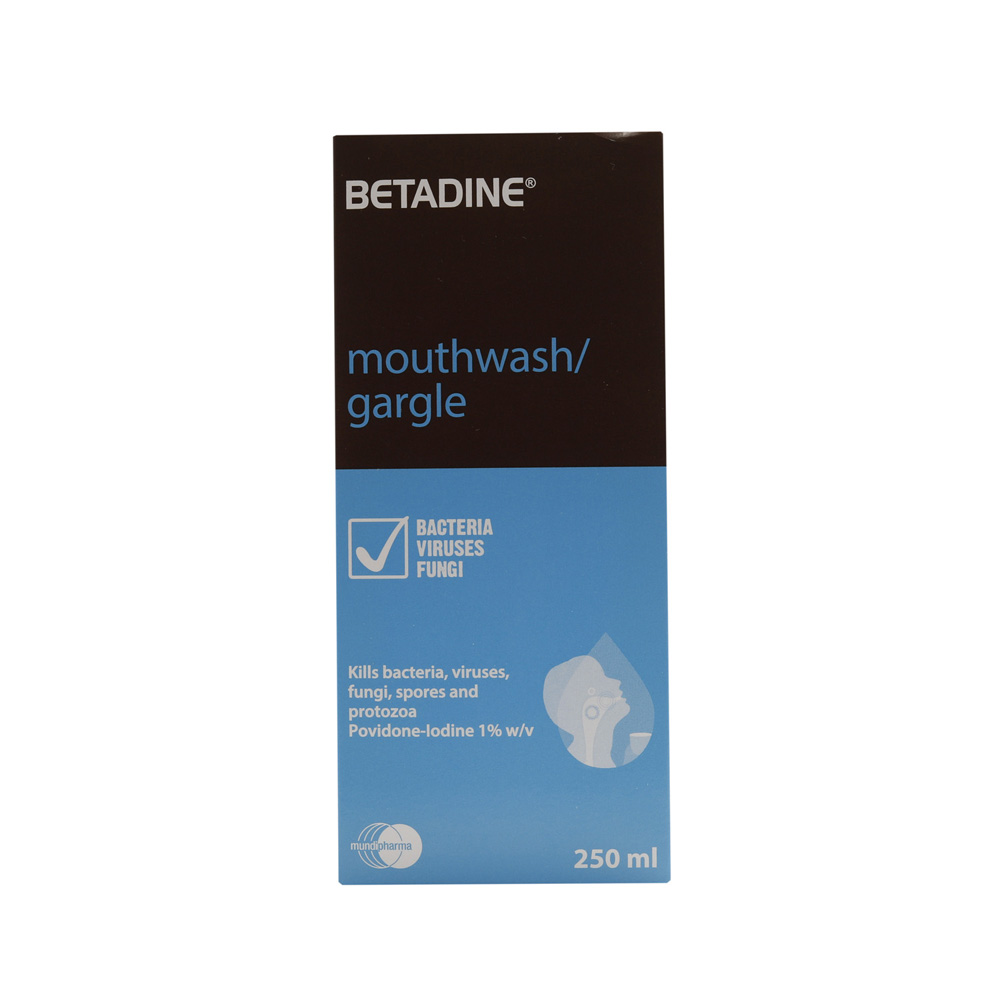 BETADINE®
mouthwash/
gargle
BACTERIA
VIRUSES
FUNGI
Kills bacteria, viruses,
fungi, spores and
protozoa
Povidone-Iodine 1% w/v
mundipharma
250 ml